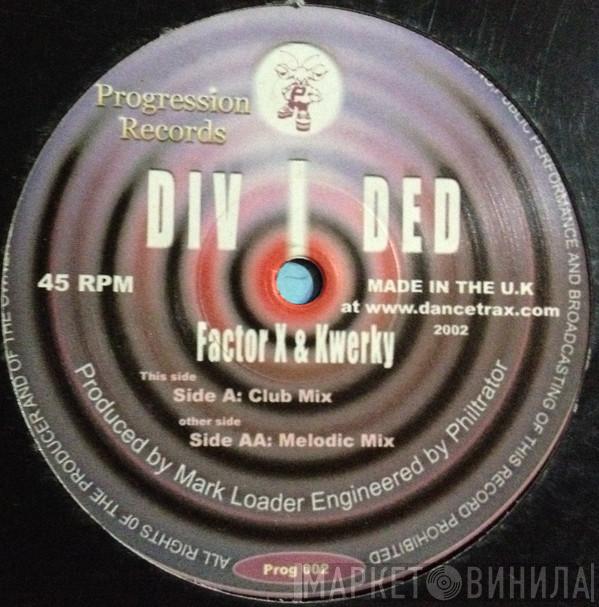 Progression
Records
DIVIDED
45 RPM
MADE IN THE U.K
at www.dancetrax.com
2002
Factor X & Kwerky
This side
Side A: Club Mix
other side
Side AA: Melodic Mix
Produced by Mark Loader Engineered by Philtrator
ALL RIGHTS OF THE PRODUCER AND OF THE OWNER
PUBLIC PERFORMANCE AND BROADCASTING OF THIS RECORD PROHIBITED
Prog 002
МАРКЕТ ВИНИЛА